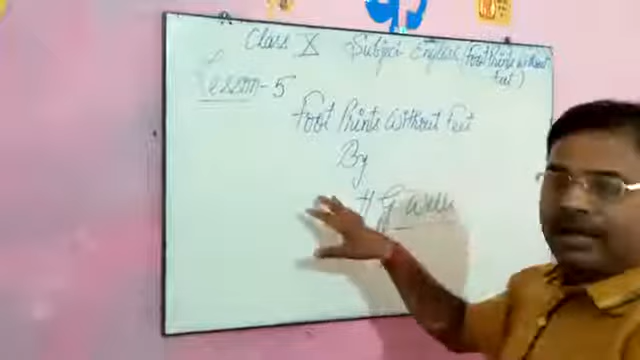 Class X Subject English (Foot Prints without Feet)
Lesson-5
Foot Prints Without Feet
By
H G Wells